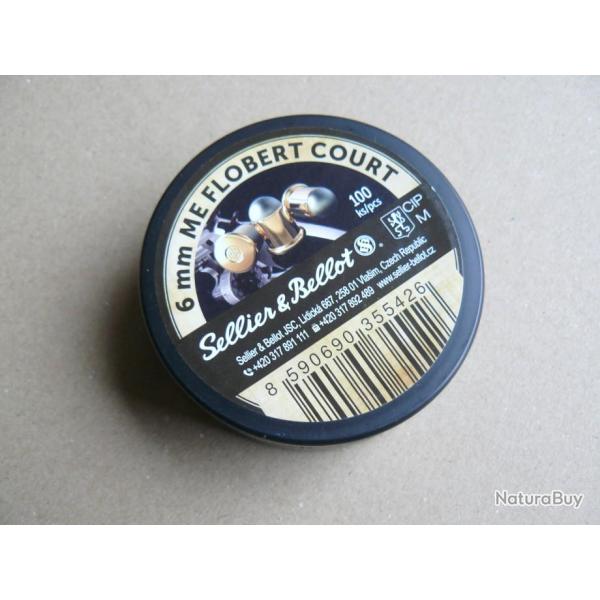 6 mm ME FLOBERT COURT
100
ks/pcs
CIP
M
Sellier & Bellot S&B
Sellier & Bellot JSC, Lidická 667, 258 01 Vlašim, Czech Republic
+420 317 891 111 +420 317 892 489 www.sellier-bellot.cz
8 590690 355426
NaturaBuy